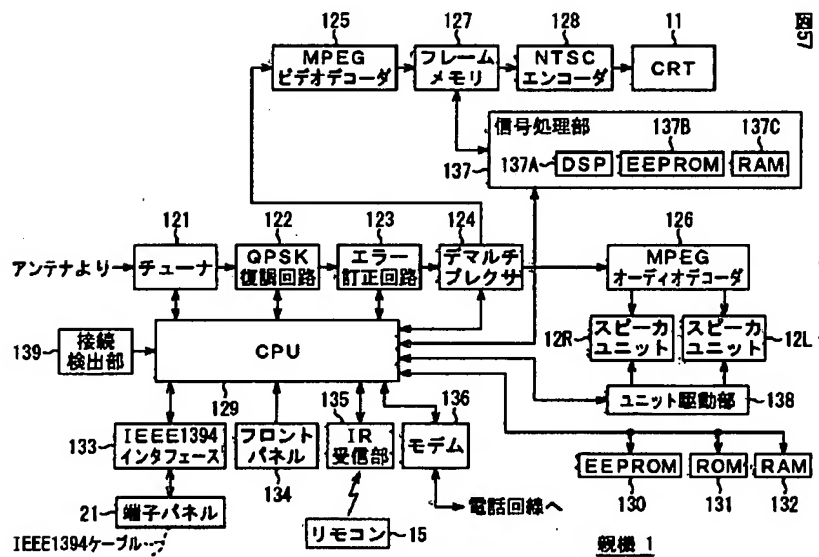 図57
125
127
128
11
MPEG
ビデオデコーダ
フレーム
メモリ
NTSC
エンコーダ
CRT
信号処理部
137B
137C
137A
DSP
EEPROM
RAM
137
121
122
123
124
126
アンテナより
チューナ
QPSK
復調回路
エラー
訂正回路
デマルチ
プレクサ
MPEG
オーディオデコーダ
139
接続
検出部
CPU
12R
スピーカ
ユニット
スピーカ
ユニット
12L
129
135
136
ユニット駆動部
138
133
IEEE1394
インタフェース
フロント
パネル
134
IR
受信部
モデム
EEPROM
ROM
RAM
130
131
132
21
端子パネル
リモコン
15
電話回線へ
IEEE1394ケーブル
親機 1